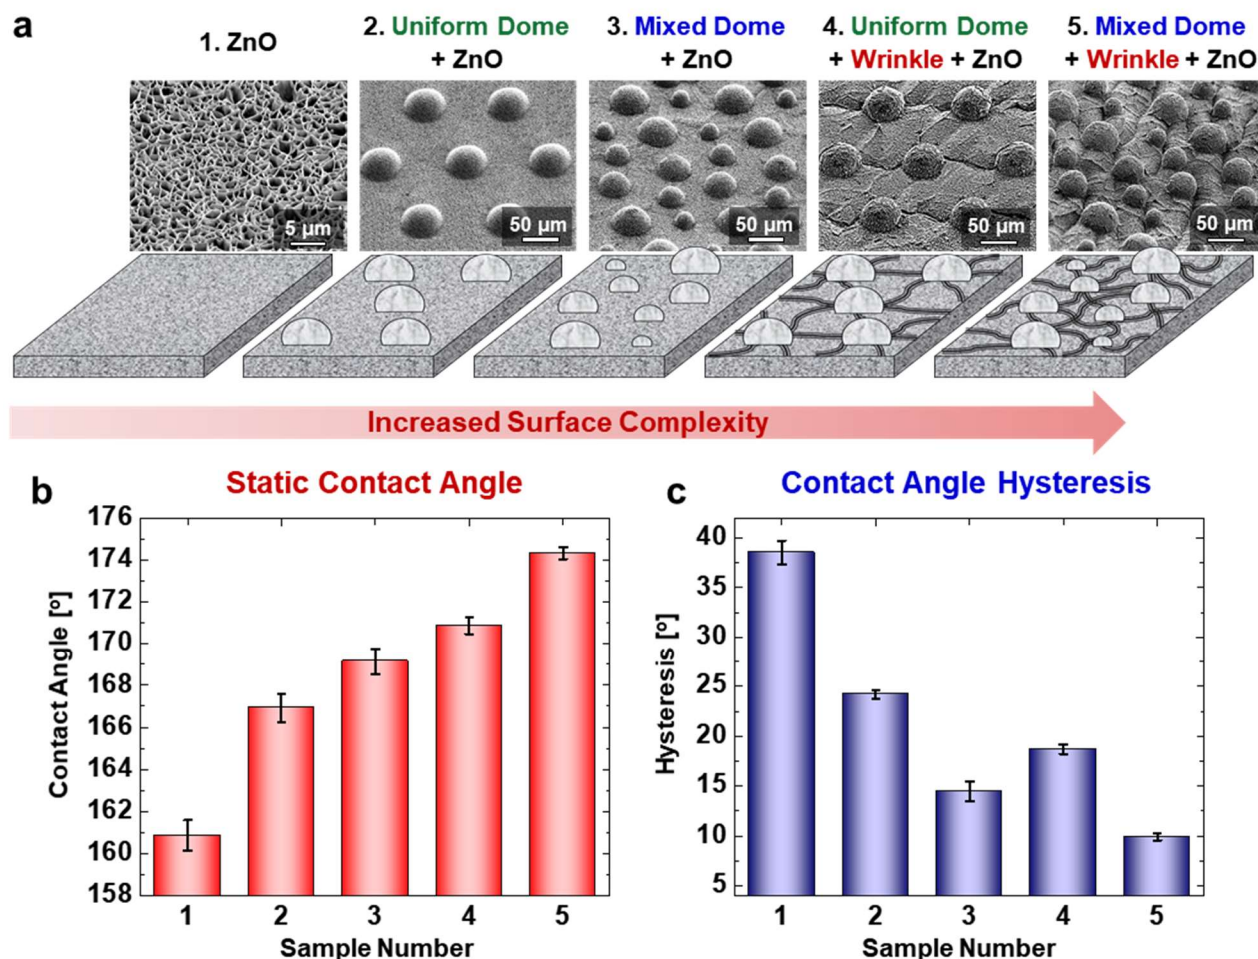 a
1. ZnO
2. Uniform Dome
+ ZnO
3. Mixed Dome
+ ZnO
4. Uniform Dome
+ Wrinkle + ZnO
5. Mixed Dome
+ Wrinkle + ZnO
5 µm
50 µm
50 µm
50 µm
50 µm
Increased Surface Complexity
b
Static Contact Angle
176
174
172
170
168
166
164
162
160
158
Contact Angle [º]
1 2 3 4 5
Sample Number
c
Contact Angle Hysteresis
40
35
30
25
20
15
10
5
Hysteresis [º]
1 2 3 4 5
Sample Number